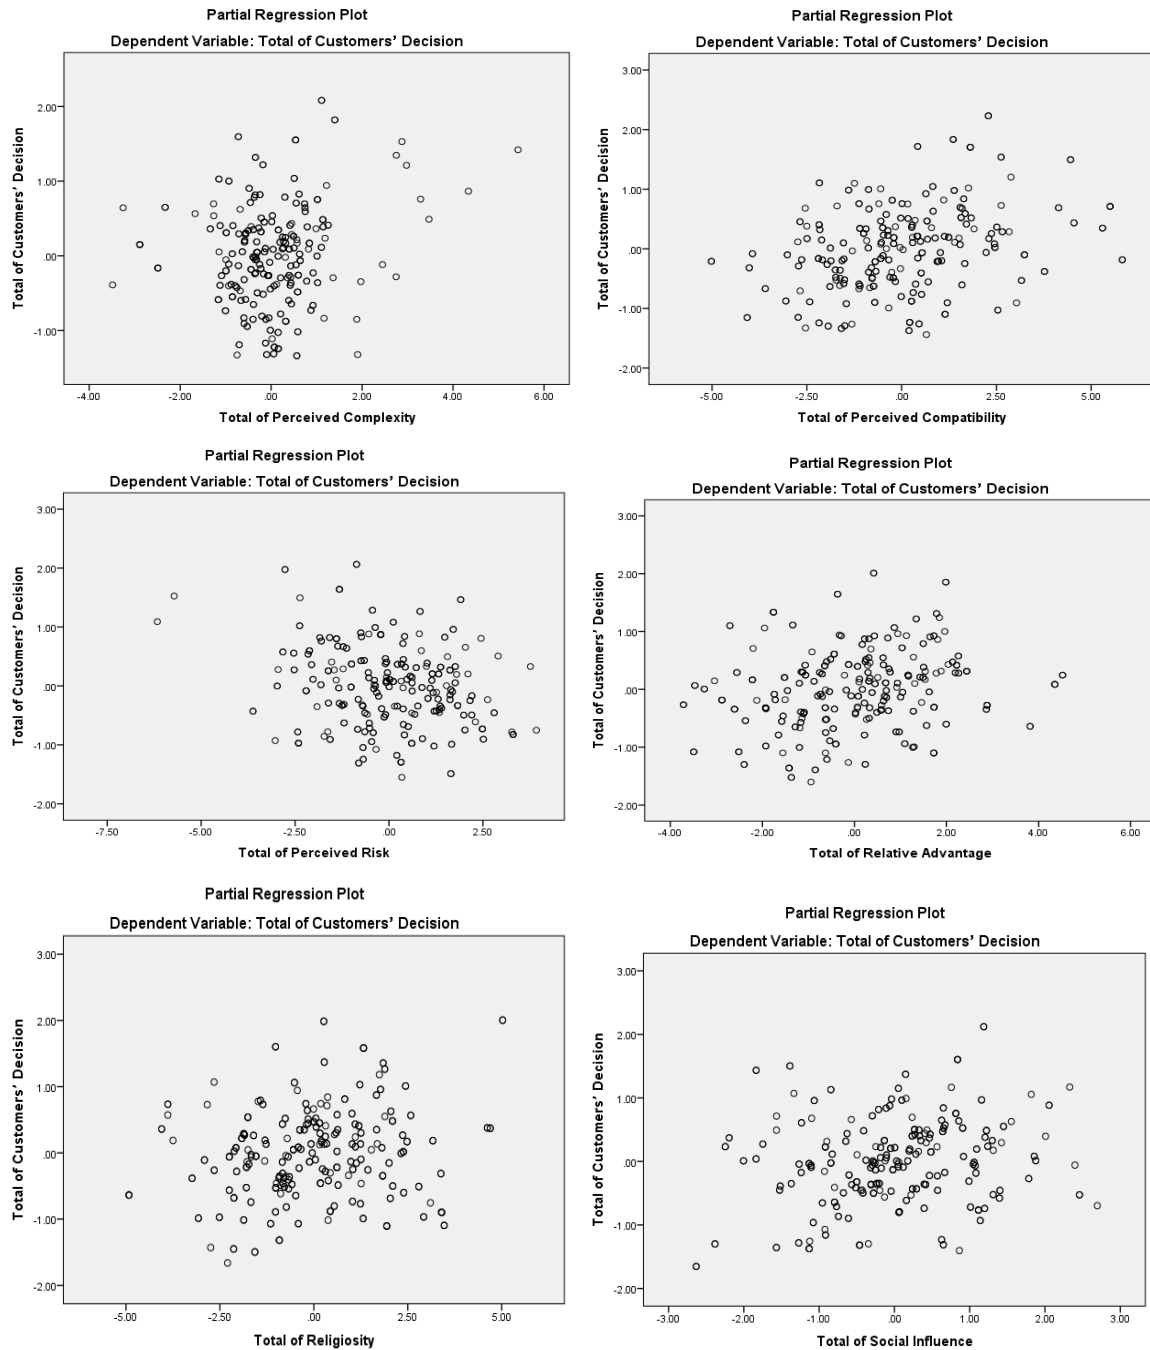 Partial Regression Plot
Dependent Variable: Total of Customers' Decision
Total of Customers' Decision
2.00
1.00
.00
-1.00
-4.00 -2.00 .00 2.00 4.00 6.00
Total of Perceived Complexity
Partial Regression Plot
Dependent Variable: Total of Customers' Decision
Total of Customers' Decision
3.00
2.00
1.00
.00
-1.00
-2.00
-5.00 -2.50 .00 2.50 5.00
Total of Perceived Compatibility
Partial Regression Plot
Dependent Variable: Total of Customers' Decision
Total of Customers' Decision
3.00
2.00
1.00
.00
-1.00
-2.00
-7.50 -5.00 -2.50 .00 2.50
Total of Perceived Risk
Partial Regression Plot
Dependent Variable: Total of Customers' Decision
Total of Customers' Decision
3.00
2.00
1.00
.00
-1.00
-2.00
-4.00 -2.00 .00 2.00 4.00 6.00
Total of Relative Advantage
Partial Regression Plot
Dependent Variable: Total of Customers' Decision
Total of Customers' Decision
3.00
2.00
1.00
.00
-1.00
-2.00
-5.00 -2.50 .00 2.50 5.00
Total of Religiosity
Partial Regression Plot
Dependent Variable: Total of Customers' Decision
Total of Customers' Decision
3.00
2.00
1.00
.00
-1.00
-2.00
-3.00 -2.00 -1.00 .00 1.00 2.00 3.00
Total of Social Influence